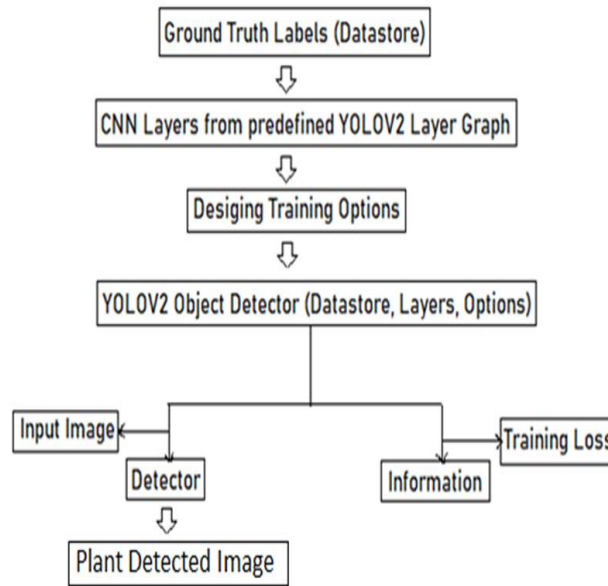 Ground Truth Labels (Datastore)
CNN Layers from predefined YOLOV2 Layer Graph
Desiging Training Options
YOLOV2 Object Detector (Datastore, Layers, Options)
Input Image
Training Loss
Detector
Information
Plant Detected Image